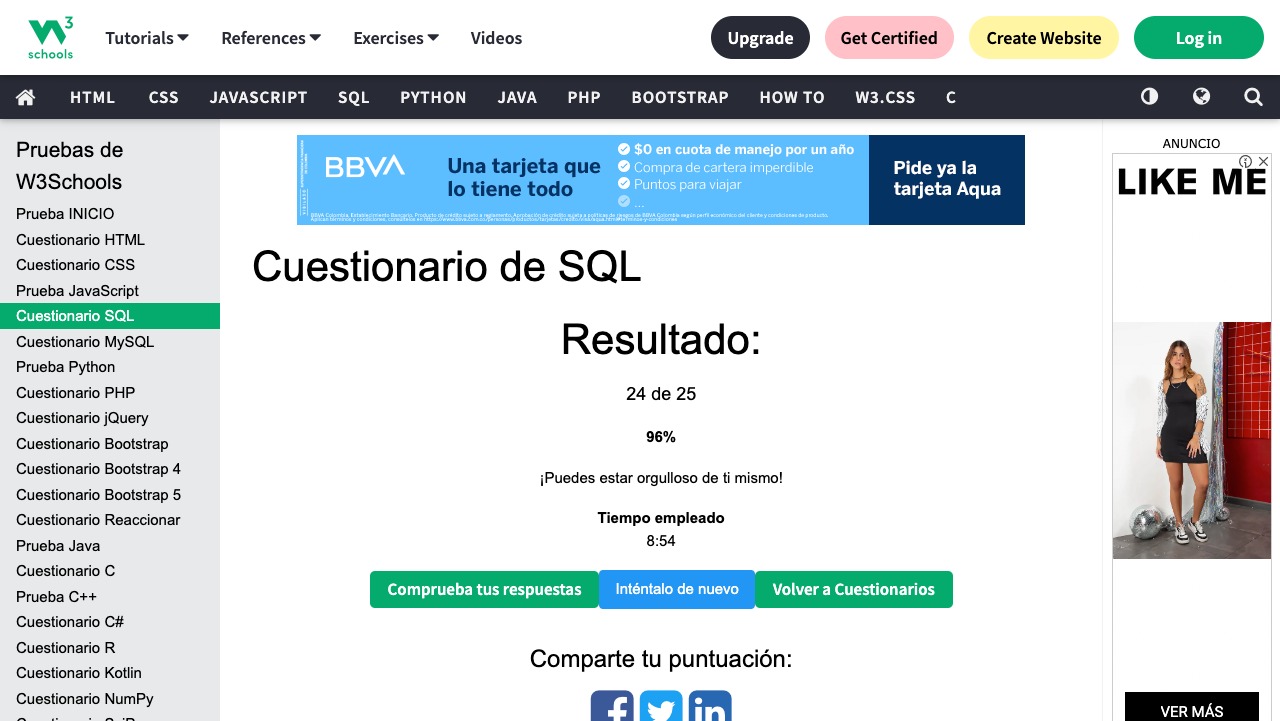 3
schools
Tutorials
References
Exercises
Videos
Upgrade
Get Certified
Create Website
Log in
HTML
CSS
JAVASCRIPT
SQL
PYTHON
JAVA
PHP
BOOTSTRAP
HOW TO
W3.CSS
C
Pruebas de
W3Schools
Prueba INICIO
Cuestionario HTML
Cuestionario CSS
Prueba JavaScript
Cuestionario SQL
Cuestionario MySQL
Prueba Python
Cuestionario PHP
Cuestionario jQuery
Cuestionario Bootstrap
Cuestionario Bootstrap 4
Cuestionario Bootstrap 5
Cuestionario Reaccionar
Prueba Java
Cuestionario C
Prueba C++
Cuestionario C#
Cuestionario R
Cuestionario Kotlin
Cuestionario NumPy
BBVA
Una tarjeta que
lo tiene todo
$0 en cuota de manejo por un año
Compra de cartera imperdible
Puntos para viajar
...
Pide ya la
tarjeta Aqua
Cuestionario de SQL
Resultado:
24 de 25
96%
¡Puedes estar orgulloso de ti mismo!
Tiempo empleado
8:54
Comprueba tus respuestas
Inténtalo de nuevo
Volver a Cuestionarios
Comparte tu puntuación:
ANUNCIO
LIKE ME
VER MÁS